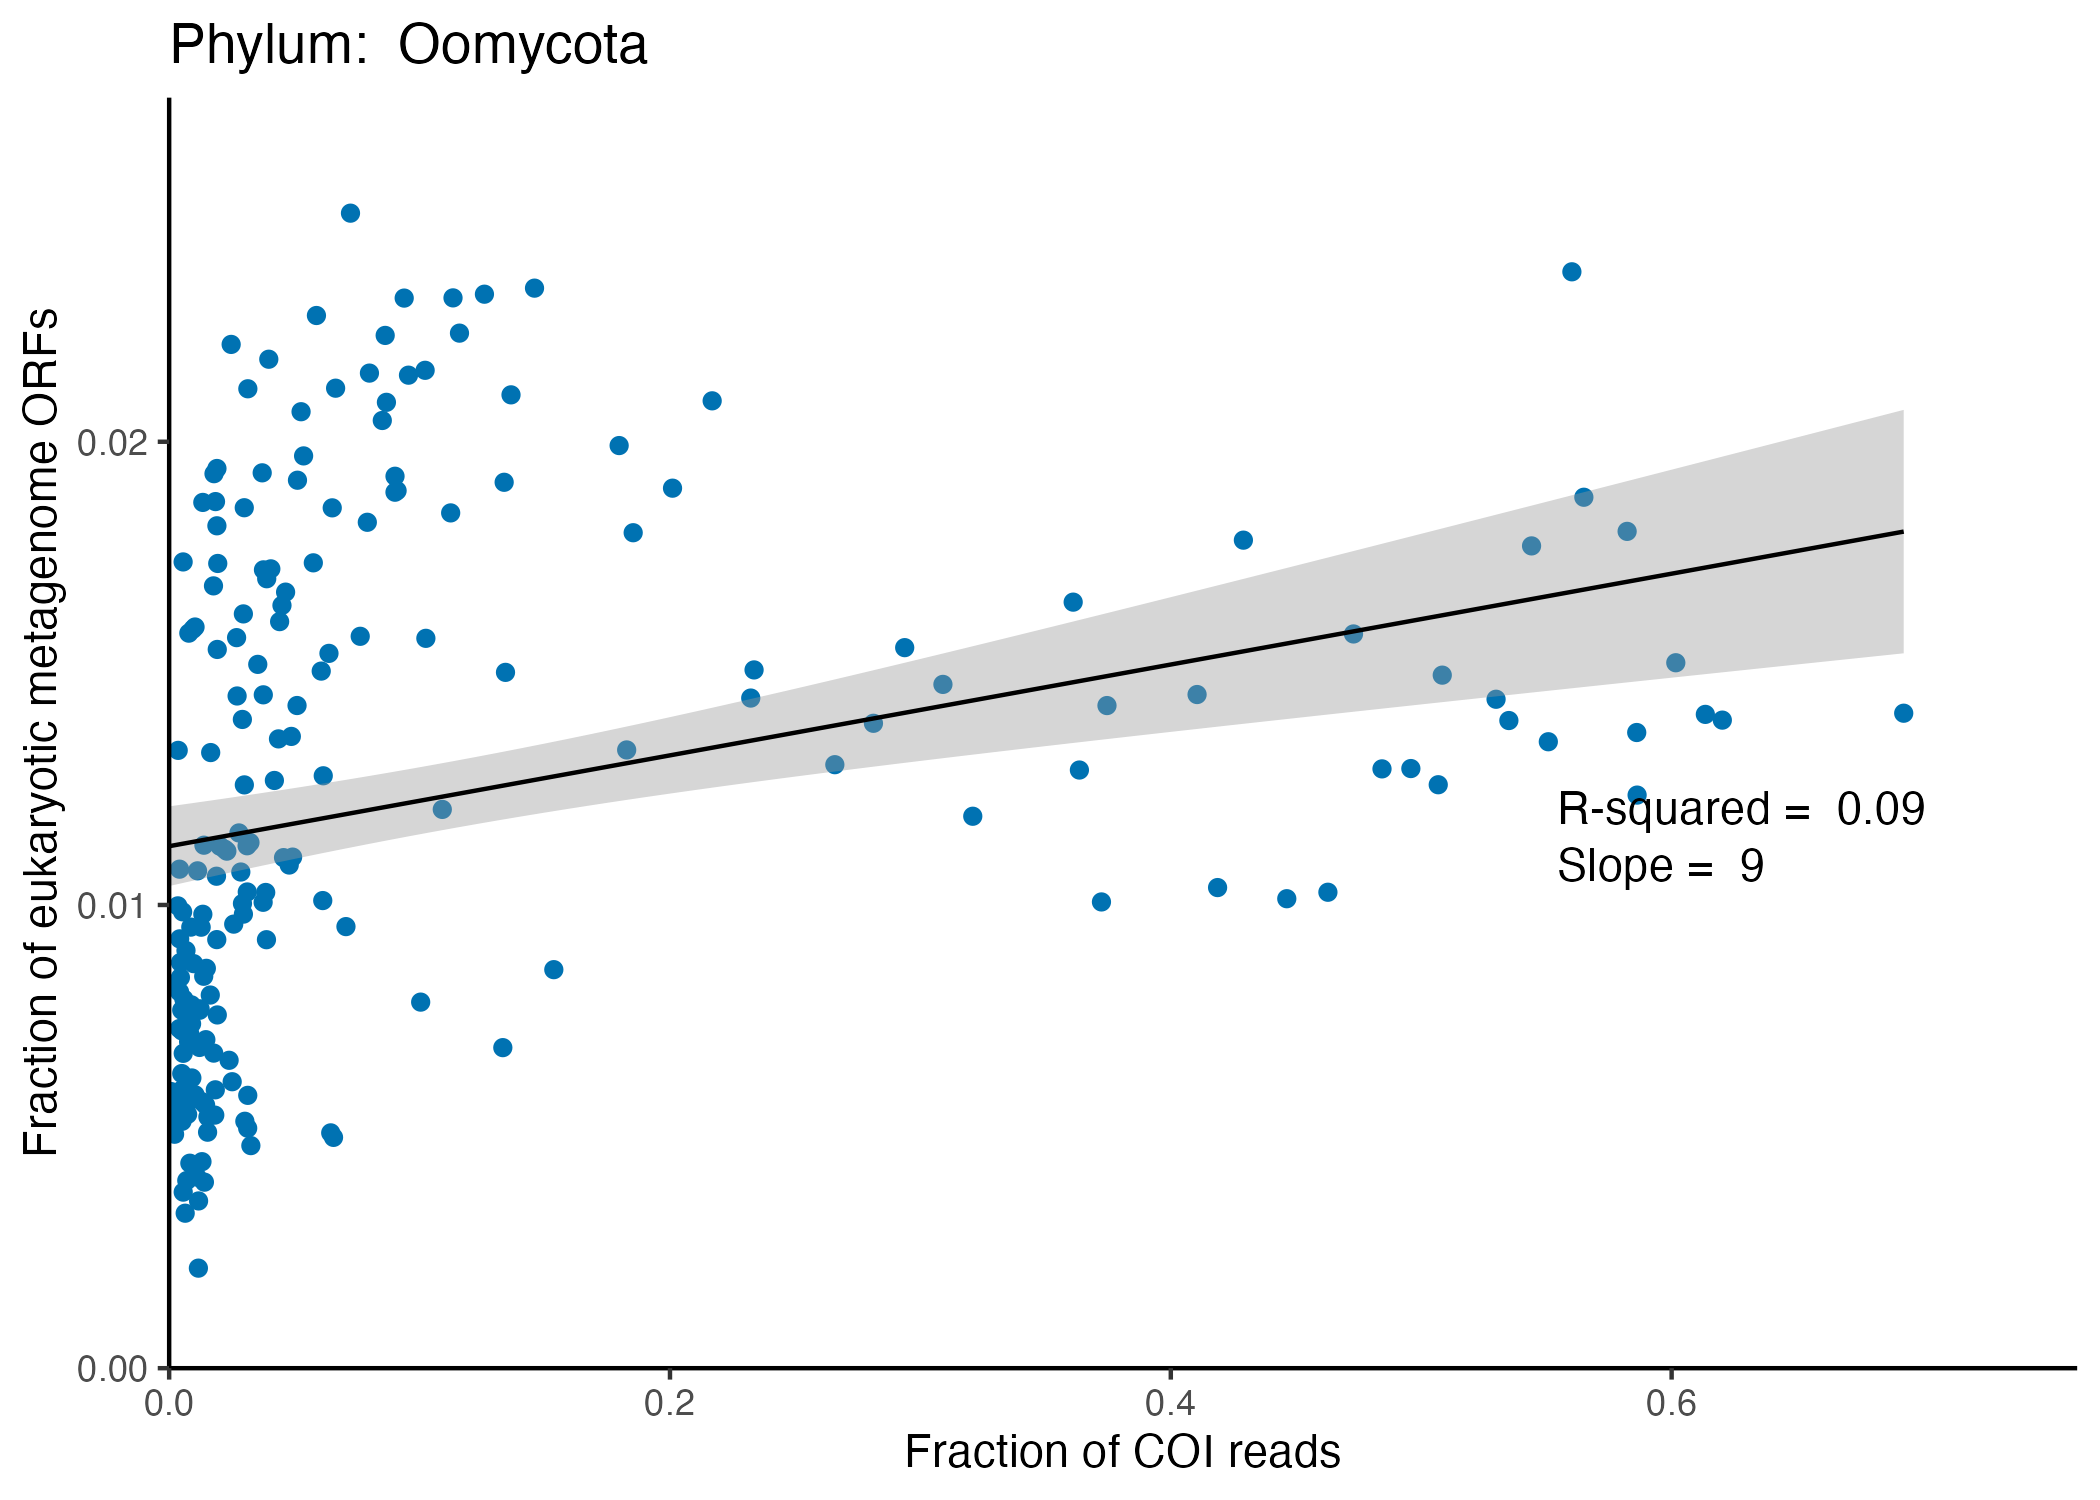 Phylum:  Oomycota
Fraction of eukaryotic metagenome ORFs
0.02
0.01
0.00
R-squared =  0.09
Slope =  9
0.0
0.2
0.4
0.6
Fraction of COI reads